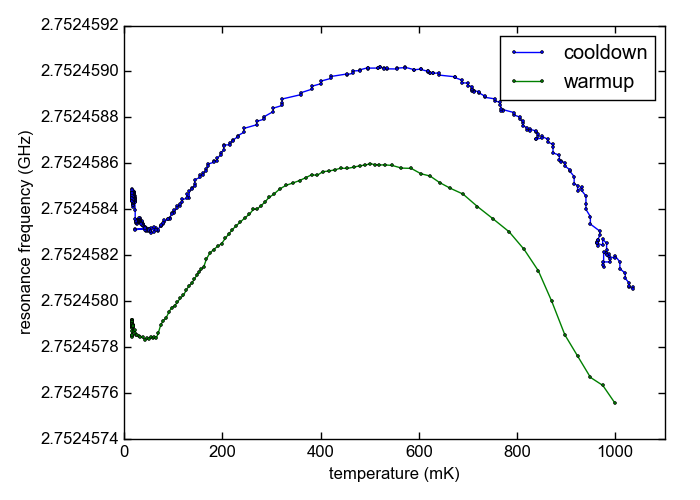 2.7524592
2.7524590
2.7524588
2.7524586
2.7524584
2.7524582
2.7524580
2.7524578
2.7524576
2.7524574
resonance frequency (GHz)
cooldown
warmup
0 200 400 600 800 1000
temperature (mK)